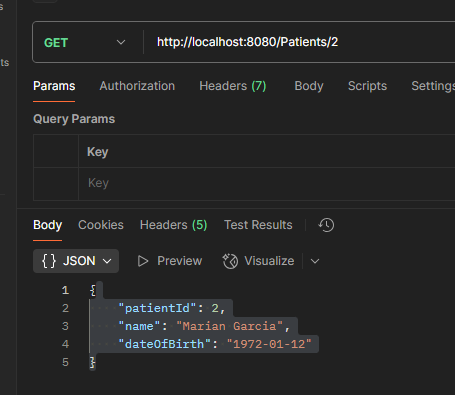 s
ts
GET http://localhost:8080/Patients/2
Params Authorization Headers (7) Body Scripts Settings
Query Params
Key
Key
Body Cookies Headers (5) Test Results
{ } JSON Preview Visualize
1 {
2 "patientId": 2,
3 "name": "Marian Garcia",
4 "dateOfBirth": "1972-01-12"
5 }